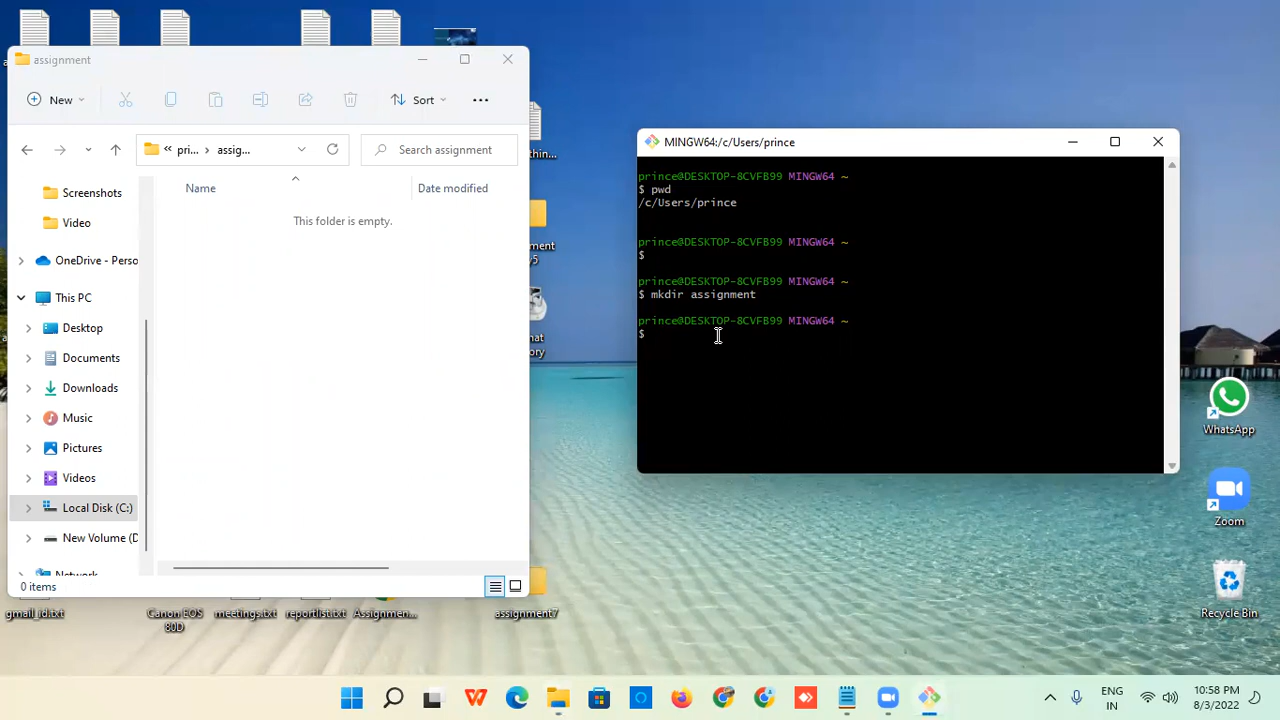 assignment
New
Sort
pri... > assig...
Search assignment
Screenshots
Video
OneDrive - Perso
This PC
Desktop
Documents
Downloads
Music
Pictures
Videos
Local Disk (C:)
New Volume (D
Network
Name
Date modified
This folder is empty.
0 items
MINGW64:/c/Users/prince
prince@DESKTOP-8CVFB99 MINGW64 ~
$ pwd
/c/Users/prince
prince@DESKTOP-8CVFB99 MINGW64 ~
$
prince@DESKTOP-8CVFB99 MINGW64 ~
$ mkdir assignment
prince@DESKTOP-8CVFB99 MINGW64 ~
$
WhatsApp
Zoom
Recycle Bin
gmail_id.txt
Canon EOS
80D
meetings.txt
reportlist.txt
Assignmen...
assignment7
ENG
IN
10:58 PM
8/3/2022